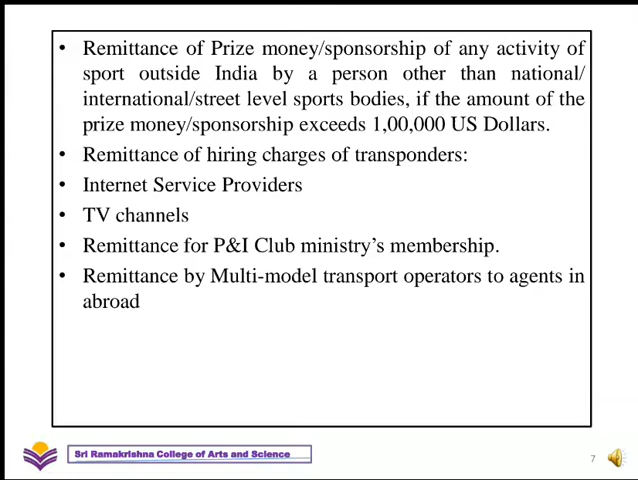 • Remittance of Prize money/sponsorship of any activity of
sport outside India by a person other than national/
international/street level sports bodies, if the amount of the
prize money/sponsorship exceeds 1,00,000 US Dollars.
• Remittance of hiring charges of transponders:
• Internet Service Providers
• TV channels
• Remittance for P&I Club ministry’s membership.
• Remittance by Multi-model transport operators to agents in
abroad
Sri Ramakrishna College of Arts and Science
7